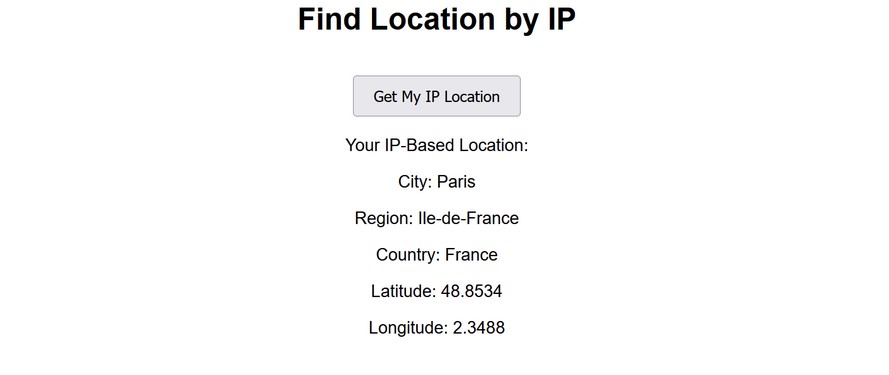 Find Location by IP
Get My IP Location
Your IP-Based Location:
City: Paris
Region: Ile-de-France
Country: France
Latitude: 48.8534
Longitude: 2.3488